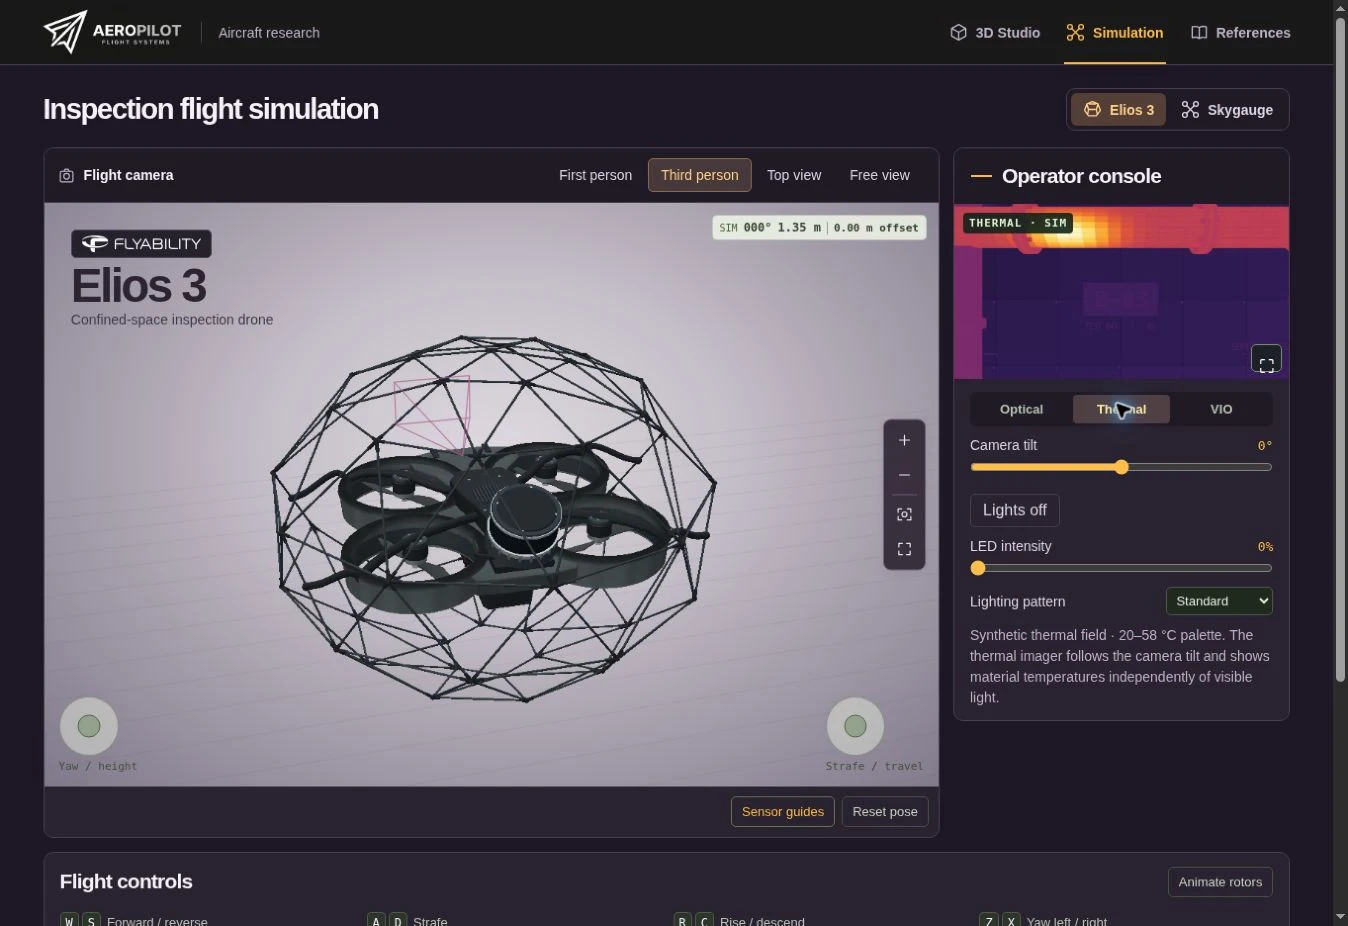 AEROPILOT
FLIGHT SYSTEMS
Aircraft research
3D Studio
Simulation
References
Inspection flight simulation
Elios 3
Skygauge
Flight camera
First person
Third person
Top view
Free view
FLYABILITY
Elios 3
Confined-space inspection drone
SIM 000° 1.35 m | 0.00 m offset
Yaw / height
Strafe / travel
Sensor guides
Reset pose
Operator console
THERMAL · SIM
B-03
Optical
VIO
Camera tilt
0°
Lights off
LED intensity
0%
Lighting pattern
Standard
Synthetic thermal field · 20–58 °C palette. The
thermal imager follows the camera tilt and shows
material temperatures independently of visible
light.
Flight controls
Animate rotors
W S Forward / reverse
A D Strafe
R C Rise / descend
Z X Yaw left / right